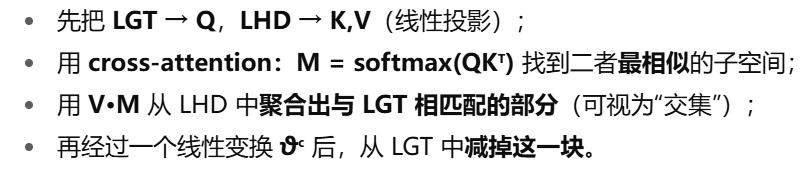 • 先把 LGT → Q，LHD → K,V（线性投影）；
• 用 cross-attention：M = softmax(QKᵀ) 找到二者最相似的子空间；
• 用 V•M 从 LHD 中聚合出与 LGT 相匹配的部分（可视为“交集”）；
• 再经过一个线性变换 ϑᶜ 后，从 LGT 中减掉这一块。